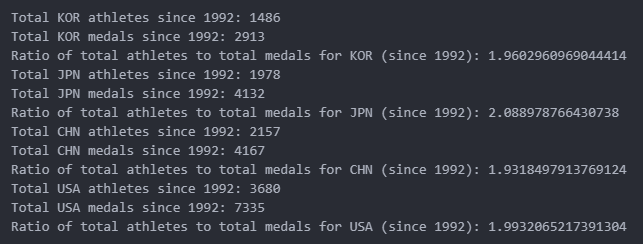 Total KOR athletes since 1992: 1486
Total KOR medals since 1992: 2913
Ratio of total athletes to total medals for KOR (since 1992): 1.9602960969044414
Total JPN athletes since 1992: 1978
Total JPN medals since 1992: 4132
Ratio of total athletes to total medals for JPN (since 1992): 2.088978766430738
Total CHN athletes since 1992: 2157
Total CHN medals since 1992: 4167
Ratio of total athletes to total medals for CHN (since 1992): 1.9318497913769124
Total USA athletes since 1992: 3680
Total USA medals since 1992: 7335
Ratio of total athletes to total medals for USA (since 1992): 1.9932065217391304